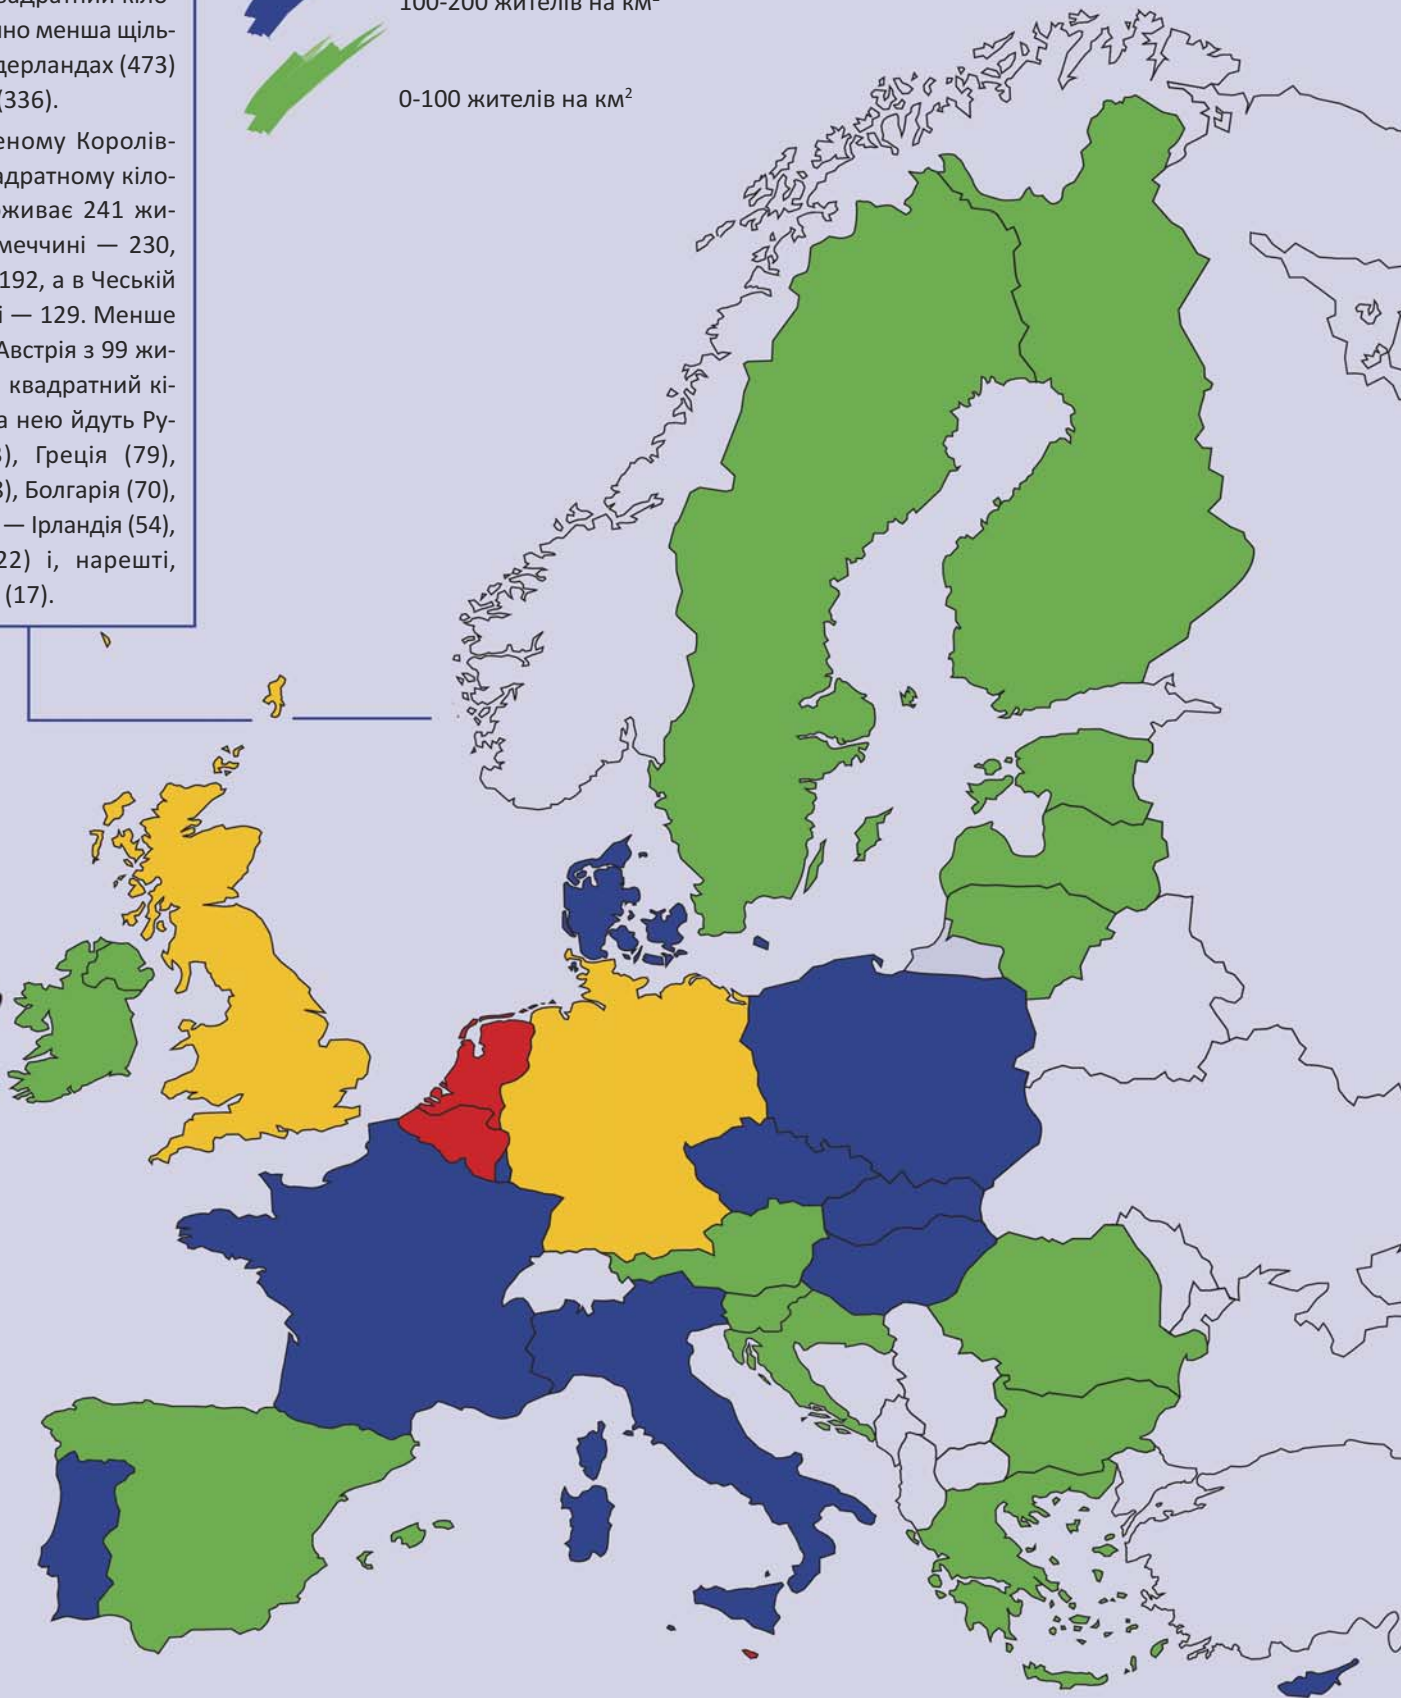 но менша щіль-
дерландах (473)
(336).
еному Королів-
адратному кіло-
живає 241 жи-
меччині — 230,
192, а в Чеській
і — 129. Менше
Австрія з 99 жи-
квадратний кі-
а нею йдуть Ру-
), Греція (79),
), Болгарія (70),
— Ірландія (54),
22) і, нарешті,
(17).
100-200 жителів на км²
0-100 жителів на км²